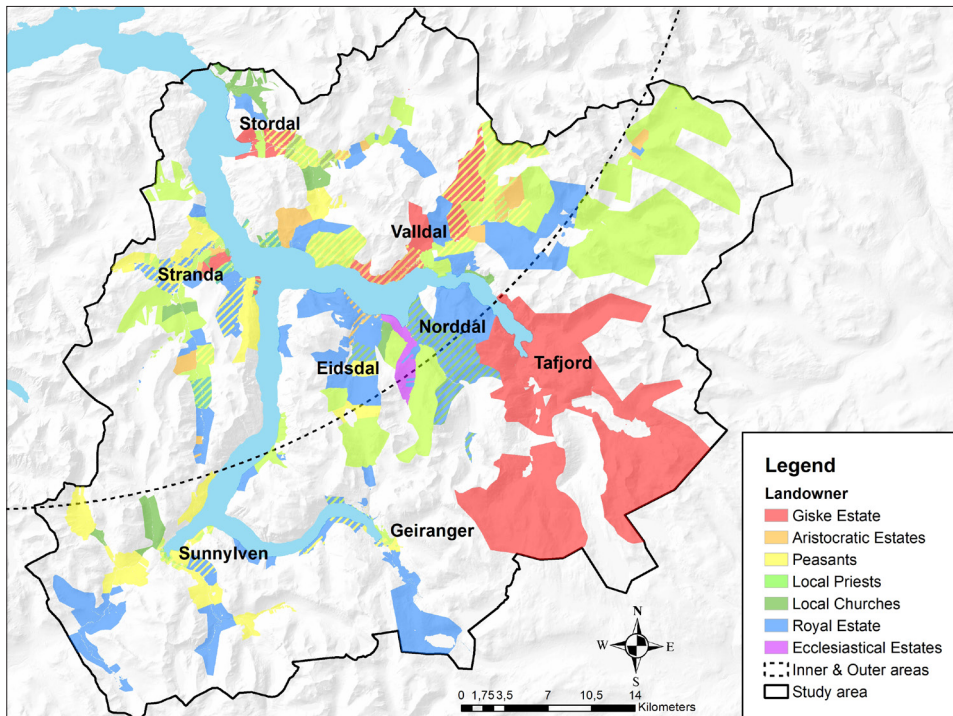 Stordal
Valldal
Stranda
Norddal
Eidsdal
Tafjord
Geiranger
Sunnylven
Legend
Landowner
Giske Estate
Aristocratic Estates
Peasants
Local Priests
Local Churches
Royal Estate
Ecclesiastical Estates
Inner & Outer areas
Study area
N
W E
S
0 1,75 3,5 7 10,5 14
Kilometers